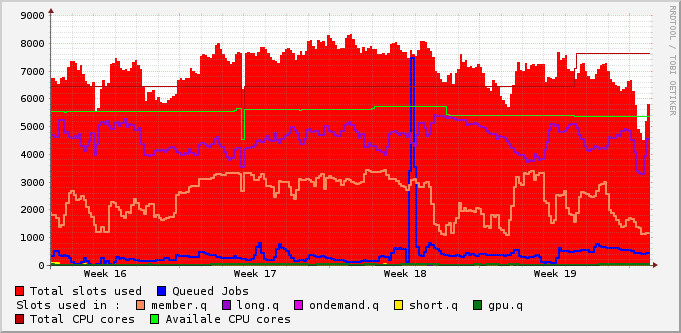 9000
8000
7000
6000
5000
4000
3000
2000
1000
0
Week 16 Week 17 Week 18 Week 19
Total slots used Queued Jobs
Slots used in : member.q long.q ondemand.q short.q gpu.q
Total CPU cores Availale CPU cores
RRDTOOL / TOBI OETIKER